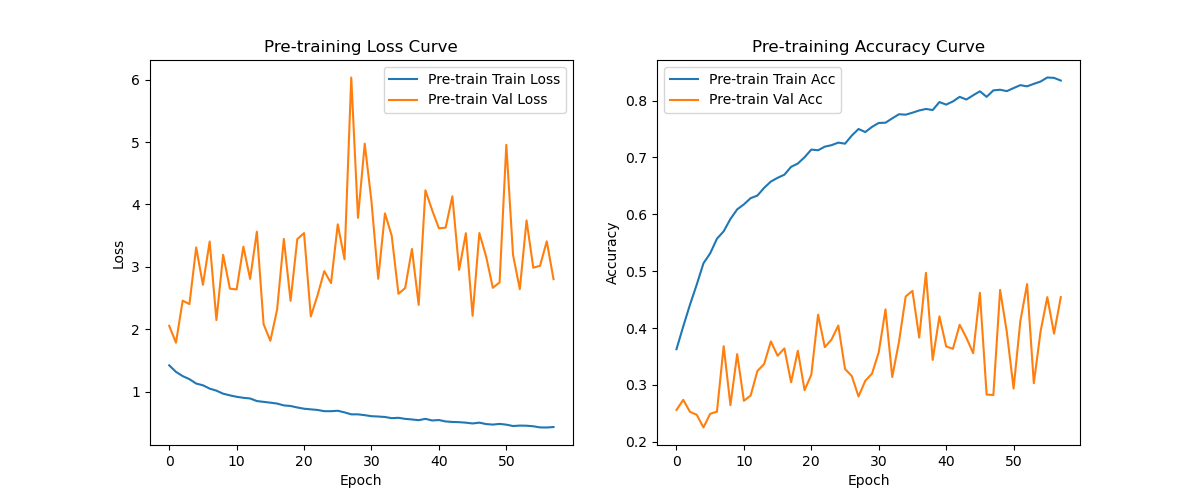 Pre-training Loss Curve
Pre-train Train Loss
Pre-train Val Loss
Loss
6
5
4
3
2
1
0
10
20
30
40
50
Epoch
Pre-training Accuracy Curve
Pre-train Train Acc
Pre-train Val Acc
Accuracy
0.8
0.7
0.6
0.5
0.4
0.3
0.2
0
10
20
30
40
50
Epoch